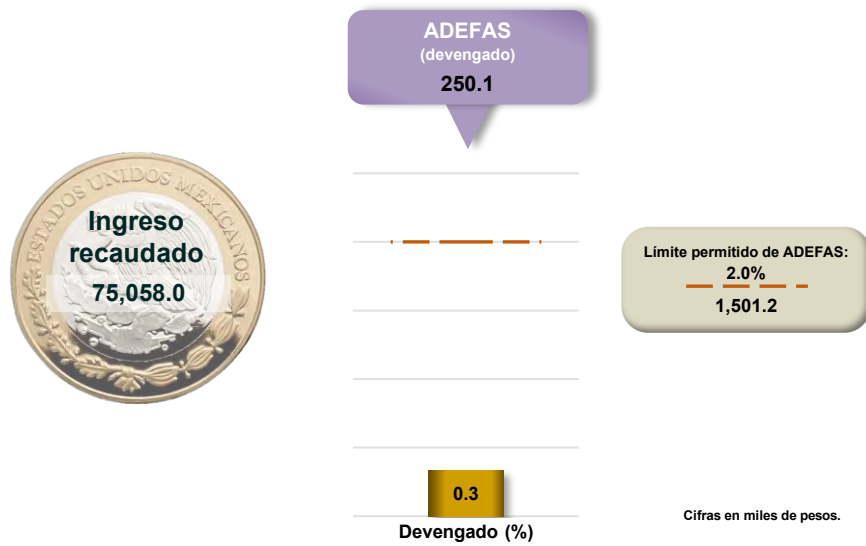 ADEFAS
(devengado)
250.1
ESTADOS UNIDOS MEXICANOS
Ingreso
recaudado
75,058.0
Límite permitido de ADEFAS:
2.0%
1,501.2
0.3
Devengado (%)
Cifras en miles de pesos.